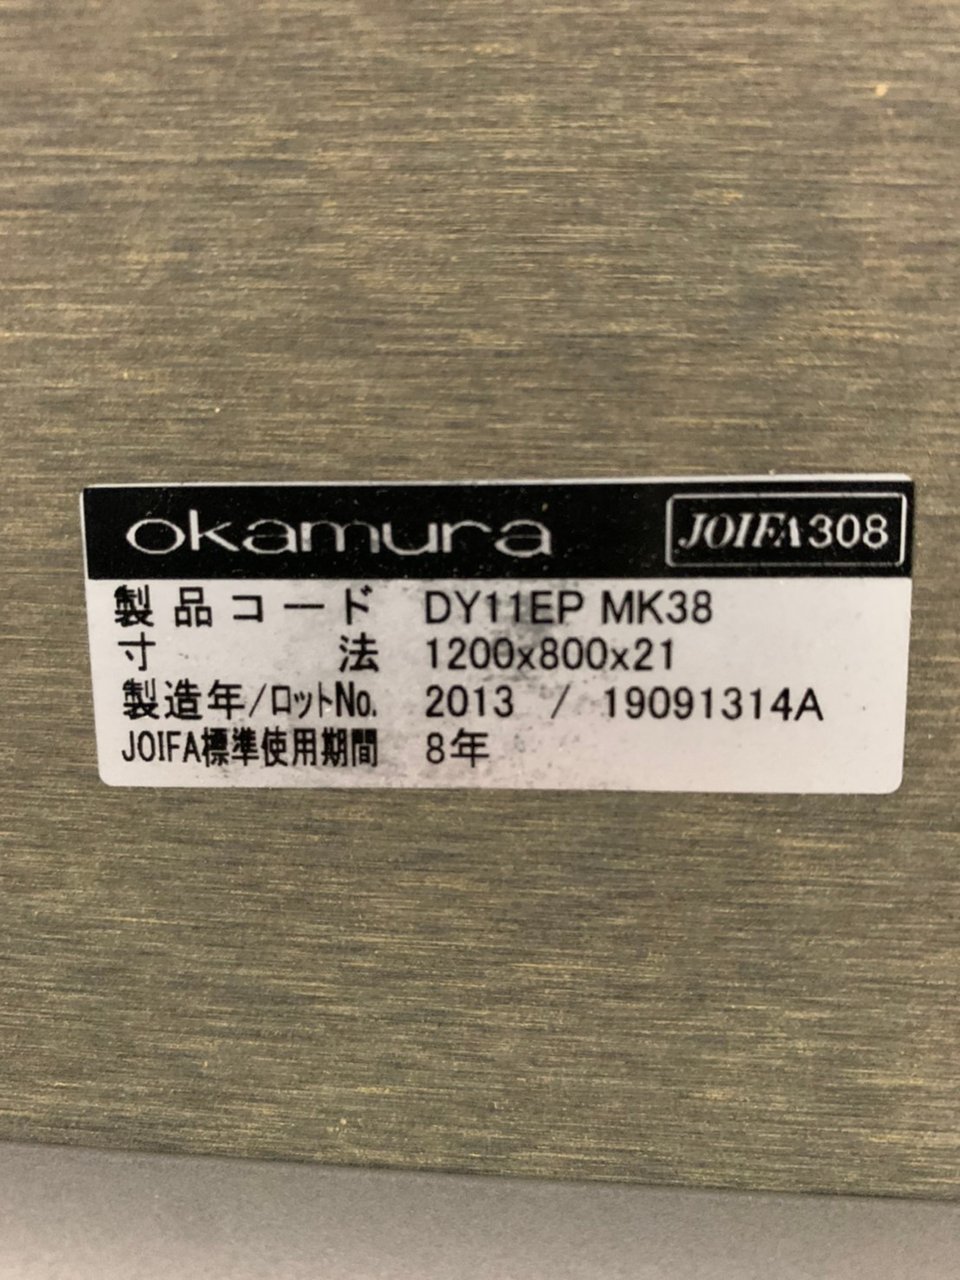 okamura JOIFA308
製品コード DY11EP MK38
寸法 1200x800x21
製造年/ロットNo. 2013 / 19091314A
JOIFA標準使用期間 8年